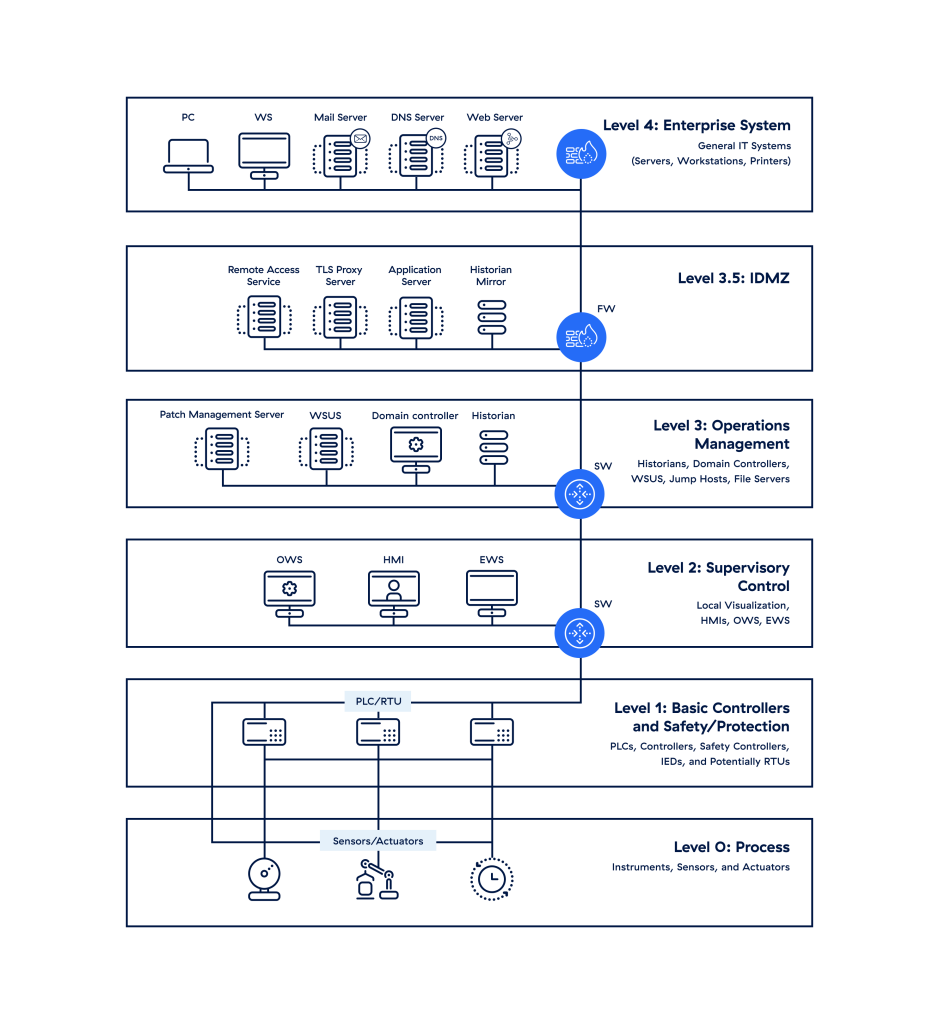 PC
WS
Mail Server
DNS Server
Web Server
DNS
Level 4: Enterprise System
General IT Systems
(Servers, Workstations, Printers)
Remote Access
Service
TLS Proxy
Server
Application
Server
Historian
Mirror
FW
Level 3.5: IDMZ
Patch Management Server
WSUS
Domain controller
Historian
SW
Level 3: Operations
Management
Historians, Domain Controllers,
WSUS, Jump Hosts, File Servers
OWS
HMI
EWS
SW
Level 2: Supervisory
Control
Local Visualization,
HMIs, OWS, EWS
PLC/RTU
Level 1: Basic Controllers
and Safety/Protection
PLCs, Controllers, Safety Controllers,
IEDs, and Potentially RTUs
Sensors/Actuators
Level 0: Process
Instruments, Sensors, and Actuators